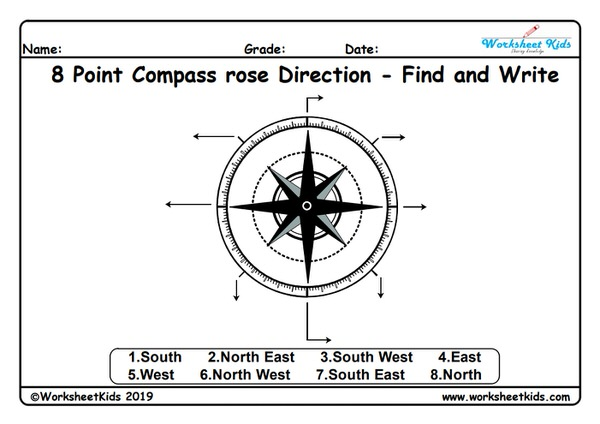 Name: Grade: Date:
Worksheet Kids
Sharing Knowledge
8 Point Compass rose Direction - Find and Write
1.South 2.North East 3.South West 4.East
5.West 6.North West 7.South East 8.North
©WorksheetKids 2019 www.worksheetkids.com